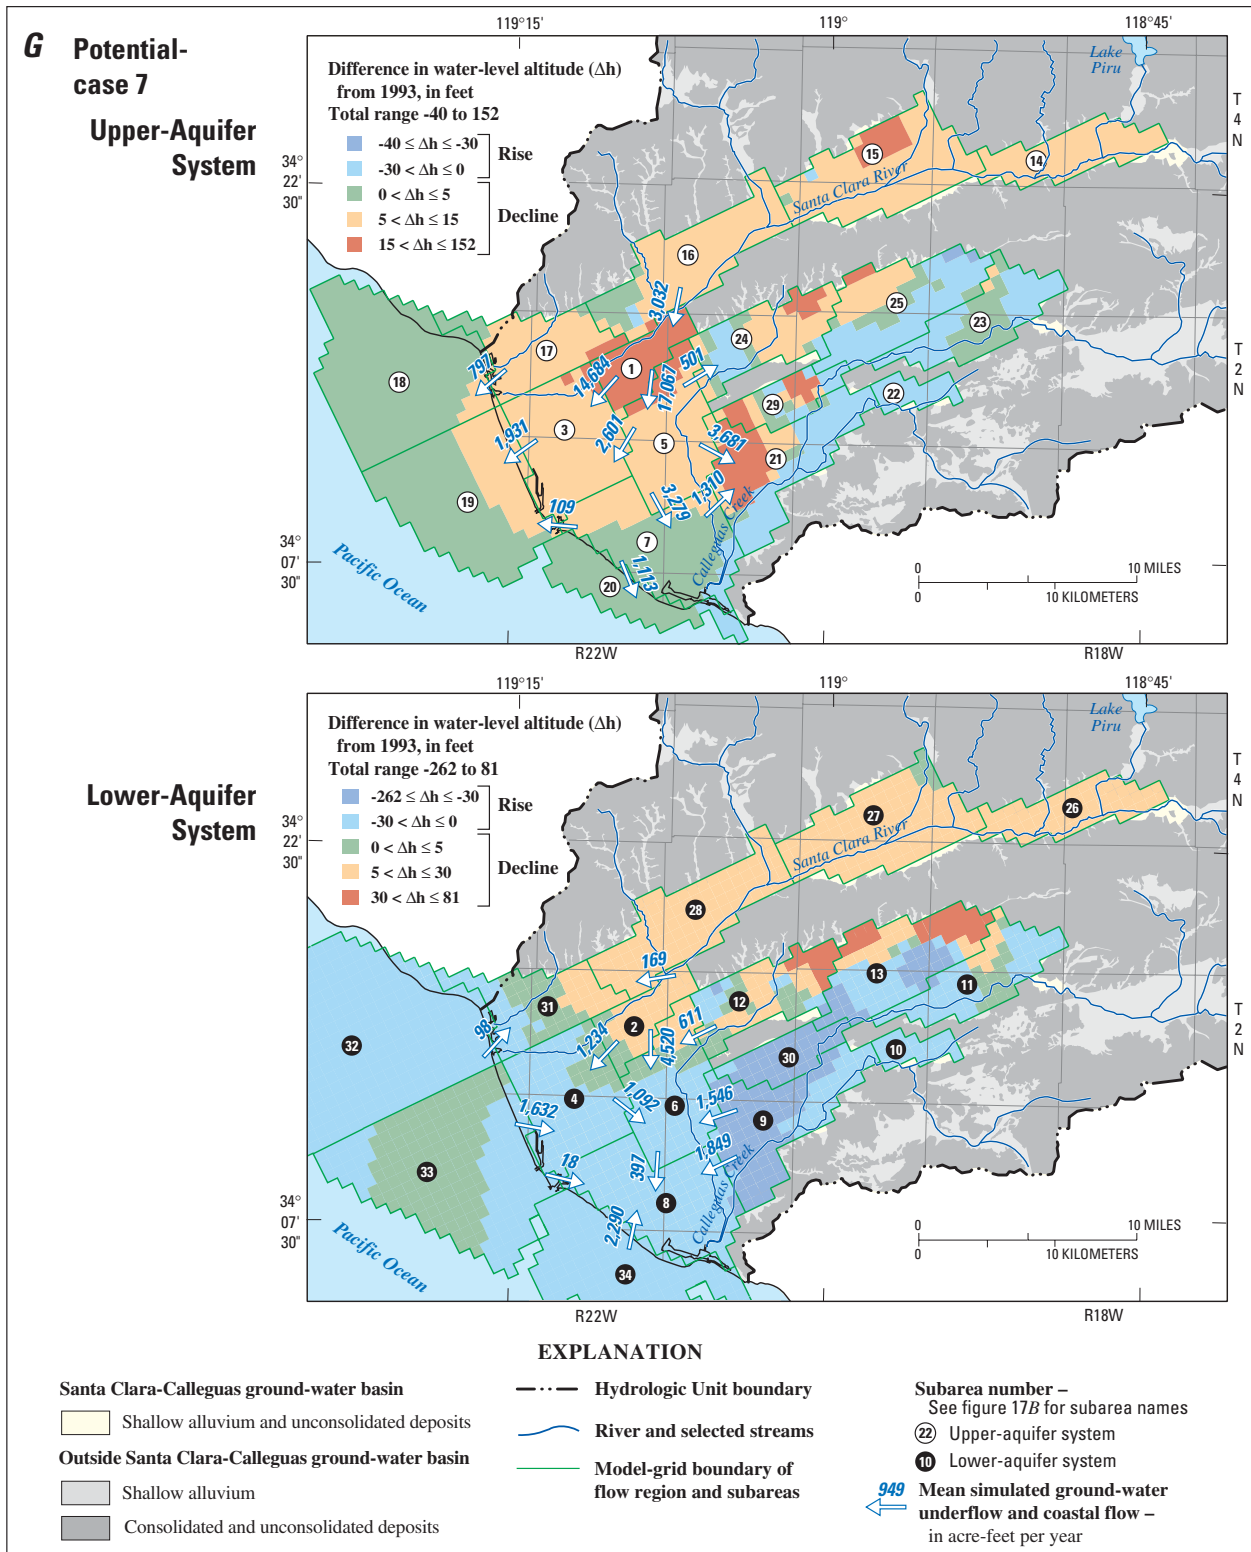 G Potential-
case 7
Upper-Aquifer
System
119°15'
119°
118°45'
Difference in water-level altitude (Δh)
from 1993, in feet
Total range -40 to 152
-40 ≤ Δh ≤ -30
-30 < Δh ≤ 0
Rise
0 < Δh ≤ 5
5 < Δh ≤ 15
15 < Δh ≤ 152
Decline
Lake
Piru
T
4
N
T
2
N
34°
22'
30"
34°
07'
30"
Santa Clara River
Calleguas Creek
Pacific Ocean
15
14
16
17
18
1
25
23
24
22
29
3
5
21
19
7
20
3,032
797
14,684
17,067
501
1,931
2,601
3,681
3,279
1,310
109
1,113
0 10 MILES
0 10 KILOMETERS
R22W
R18W
Lower-Aquifer
System
119°15'
119°
118°45'
Difference in water-level altitude (Δh)
from 1993, in feet
Total range -262 to 81
-262 ≤ Δh ≤ -30
-30 < Δh ≤ 0
Rise
0 < Δh ≤ 5
5 < Δh ≤ 30
30 < Δh ≤ 81
Decline
Lake
Piru
T
4
N
T
2
N
34°
22'
30"
34°
07'
30"
Santa Clara River
Calleguas Creek
Pacific Ocean
27
26
28
13
11
12
31
2
32
10
30
4
6
9
33
8
34
169
98
1,234
4,520
611
1,092
1,546
1,632
1,849
18
397
2,290
0 10 MILES
0 10 KILOMETERS
R22W
R18W
EXPLANATION
Santa Clara-Calleguas ground-water basin
Shallow alluvium and unconsolidated deposits
Outside Santa Clara-Calleguas ground-water basin
Shallow alluvium
Consolidated and unconsolidated deposits
Hydrologic Unit boundary
River and selected streams
Model-grid boundary of
flow region and subareas
Subarea number –
See figure 17B for subarea names
22 Upper-aquifer system
10 Lower-aquifer system
949 Mean simulated ground-water
underflow and coastal flow –
in acre-feet per year